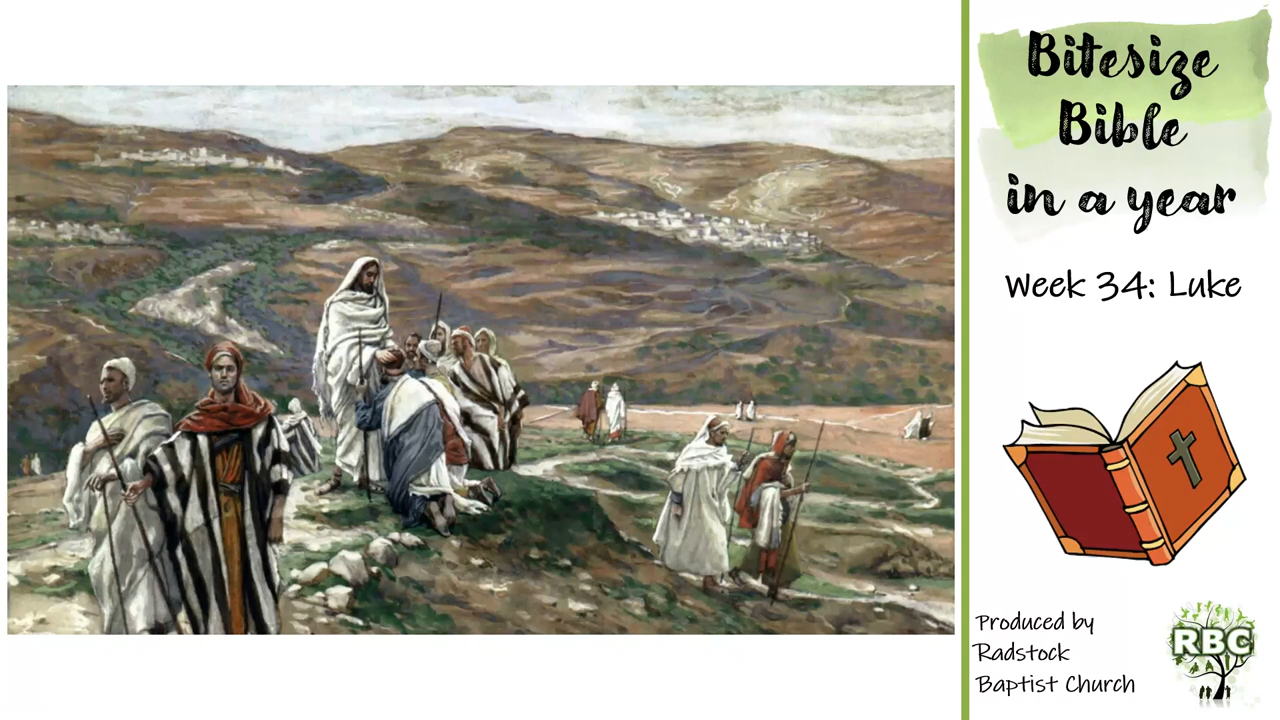 Bitesize
Bible
in a year
Week 34: Luke
Produced by
Radstock
Baptist Church
RBC